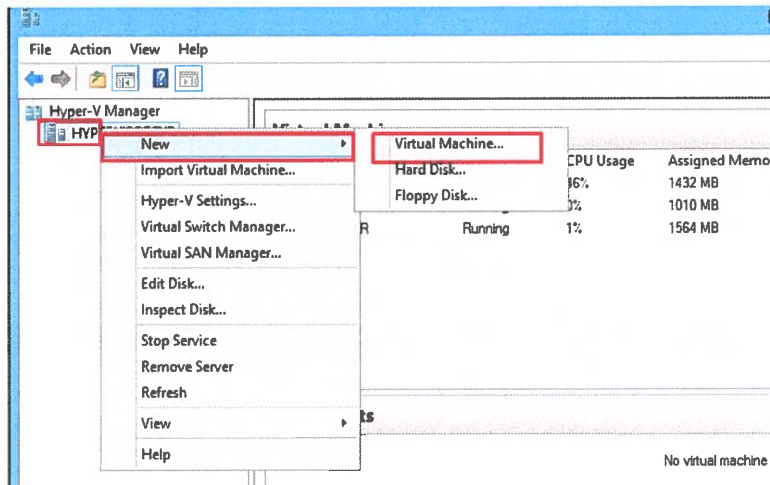 File Action View Help
Hyper-V Manager
New
Virtual Machine...
Import Virtual Machine...
Hard Disk...
Floppy Disk...
CPU Usage Assigned Memo
1432 MB
1010 MB
R Running 1% 1564 MB
Hyper-V Settings...
Virtual Switch Manager...
Virtual SAN Manager...
Edit Disk...
Inspect Disk...
Stop Service
Remove Server
Refresh
View
ts
Help
No virtual machine